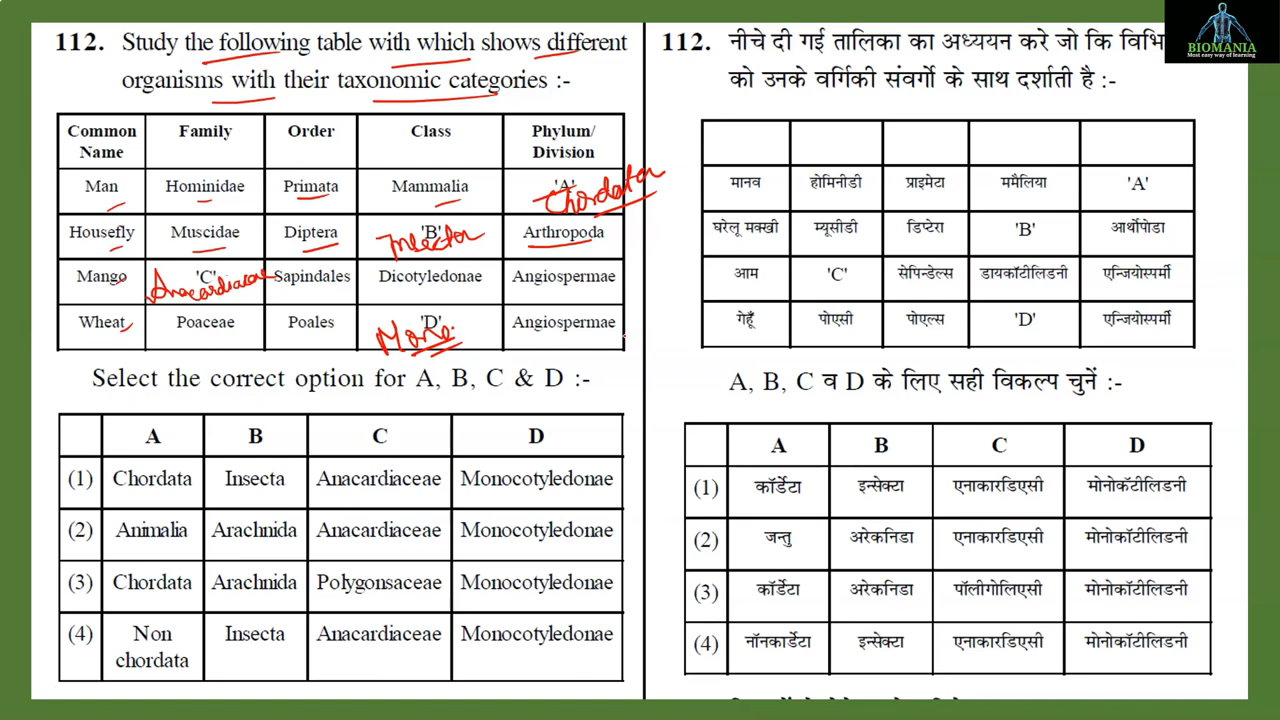 112. Study the following table with which shows different
organisms with their taxonomic categories :-
Common Name | Family | Order | Class | Phylum/ Division
Man | Hominidae | Primata | Mammalia | 'A' Chordata
Housefly | Muscidae | Diptera | 'B' Insecta | Arthropoda
Mango | 'C' Anacardiaceae | Sapindales | Dicotyledonae | Angiospermae
Wheat | Poaceae | Poales | 'D' Mono. | Angiospermae
Select the correct option for A, B, C & D :-
A | B | C | D
(1) | Chordata | Insecta | Anacardiaceae | Monocotyledonae
(2) | Animalia | Arachnida | Anacardiaceae | Monocotyledonae
(3) | Chordata | Arachnida | Polygonsaceae | Monocotyledonae
(4) | Non chordata | Insecta | Anacardiaceae | Monocotyledonae
112. नीचे दी गई तालिका का अध्ययन करे जो कि विभि
को उनके वर्गिकी संवर्गो के साथ दर्शाती है :-
मानव | होमिनीडी | प्राइमेटा | ममैलिया | 'A'
घरेलू मक्खी | म्यूसीडी | डिप्टेरा | 'B' | आर्थोपोडा
आम | 'C' | सेपिन्डेल्स | डायकॉटीलिडनी | एन्जियोस्पर्मी
गेहूँ | पोएसी | पोएल्स | 'D' | एन्जियोस्पर्मी
A, B, C व D के लिए सही विकल्प चुनें :-
A | B | C | D
(1) | कॉर्डेटा | इन्सेक्टा | एनाकारडिएसी | मोनोकॅाटीलिडनी
(2) | जन्तु | अरेकनिडा | एनाकारडिएसी | मोनोकॉटीलिडनी
(3) | कॉर्डेटा | अरेकनिडा | पॉलीगोलिएसी | मोनोकॉटीलिडनी
(4) | नॉनकार्डेटा | इन्सेक्टा | एनाकारडिएसी | मोनोकॉटीलिडनी
BIOMANIA
Most easy way of learning